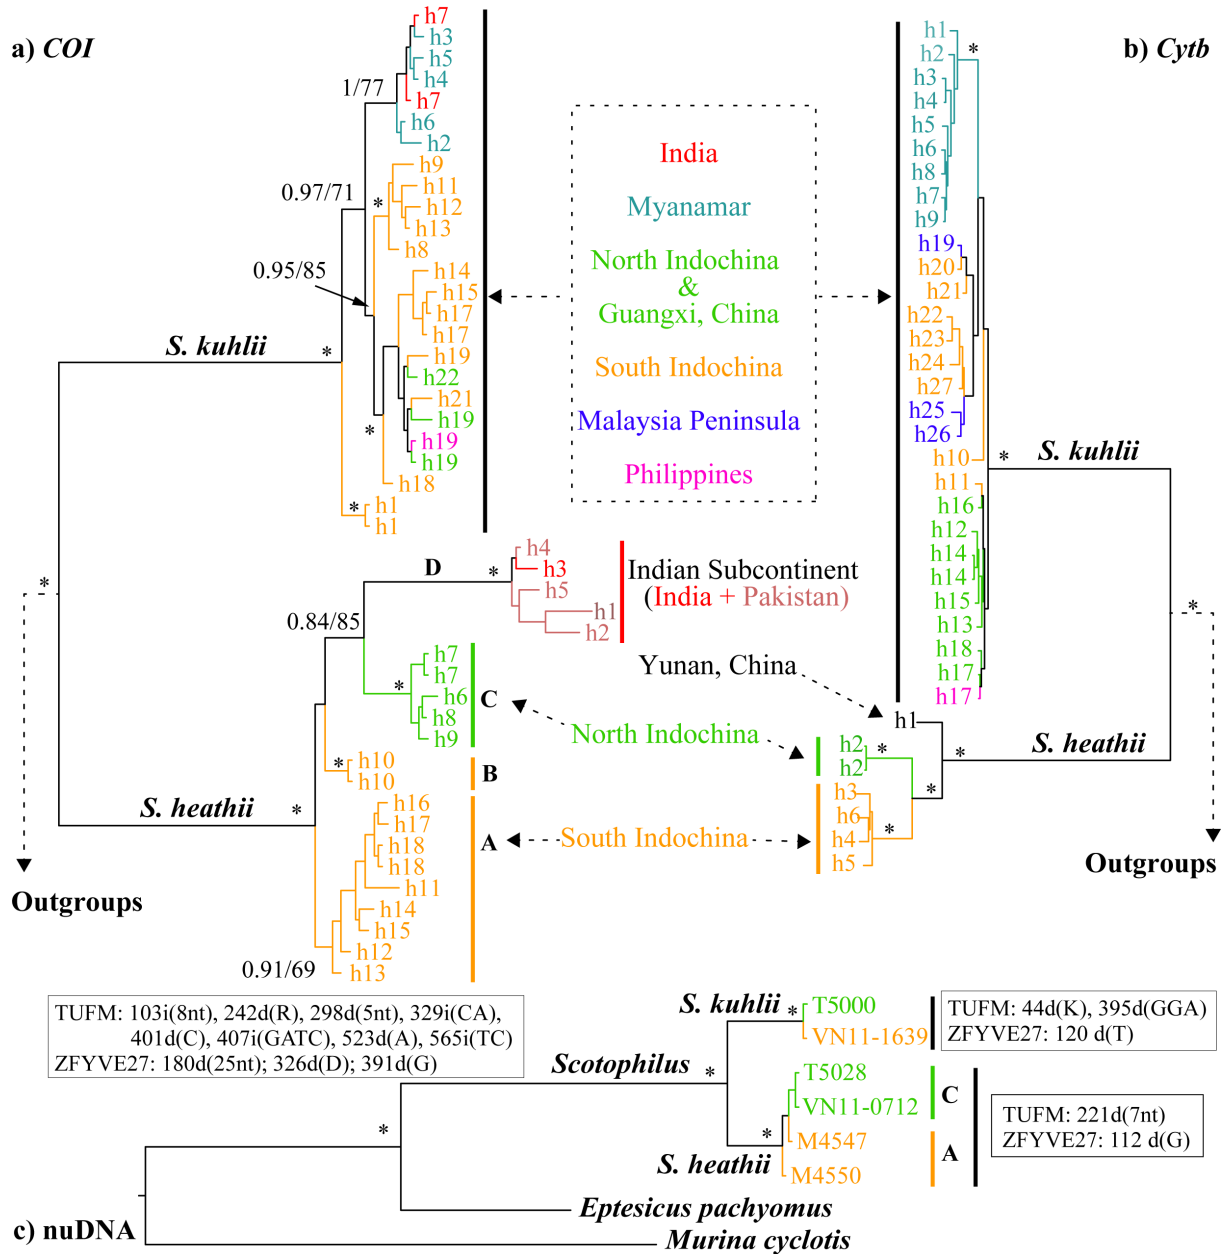 a) COI
h7
h3
h5
h4
h7
h6
h2
h9
h11
h12
h13
h8
h14
h15
h17
h17
h19
h22
h21
h19
h19
h19
h18
h1
h1
1/77
0.97/71
*
0.95/85
S. kuhlii
*
*
*
*
India
Myanamar
North Indochina
&
Guangxi, China
South Indochina
Malaysia Peninsula
Philippines
b) Cytb
h1
h2
h3
h4
h5
h6
h8
h7
h9
h19
h20
h21
h22
h23
h24
h27
h25
h26
h10
h11
h16
h12
h14
h14
h15
h13
h18
h17
h17
*
*
S. kuhlii
*
D
*
h4
h3
h5
h1
h2
Indian Subcontinent
(India + Pakistan)
0.84/85
h7
h7
h6
h8
h9
*
C
h10
h10
*
B
S. heathii
*
h16
h17
h18
h18
h11
h14
h15
h12
h13
A
0.91/69
Outgroups
Yunan, China
North Indochina
South Indochina
h1
h2
h2
h3
h6
h4
h5
*
*
*
*
S. heathii
Outgroups
TUFM: 103i(8nt), 242d(R), 298d(5nt), 329i(CA),
401d(C), 407i(GATC), 523d(A), 565i(TC)
ZFYVE27: 180d(25nt); 326d(D); 391d(G)
S. kuhlii
*
T5000
VN11-1639
TUFM: 44d(K), 395d(GGA)
ZFYVE27: 120 d(T)
Scotophilus
*
T5028
VN11-0712
C
M4547
M4550
A
*
S. heathii
TUFM: 221d(7nt)
ZFYVE27: 112 d(G)
*
Eptesicus pachyomus
c) nuDNA
Murina cyclotis